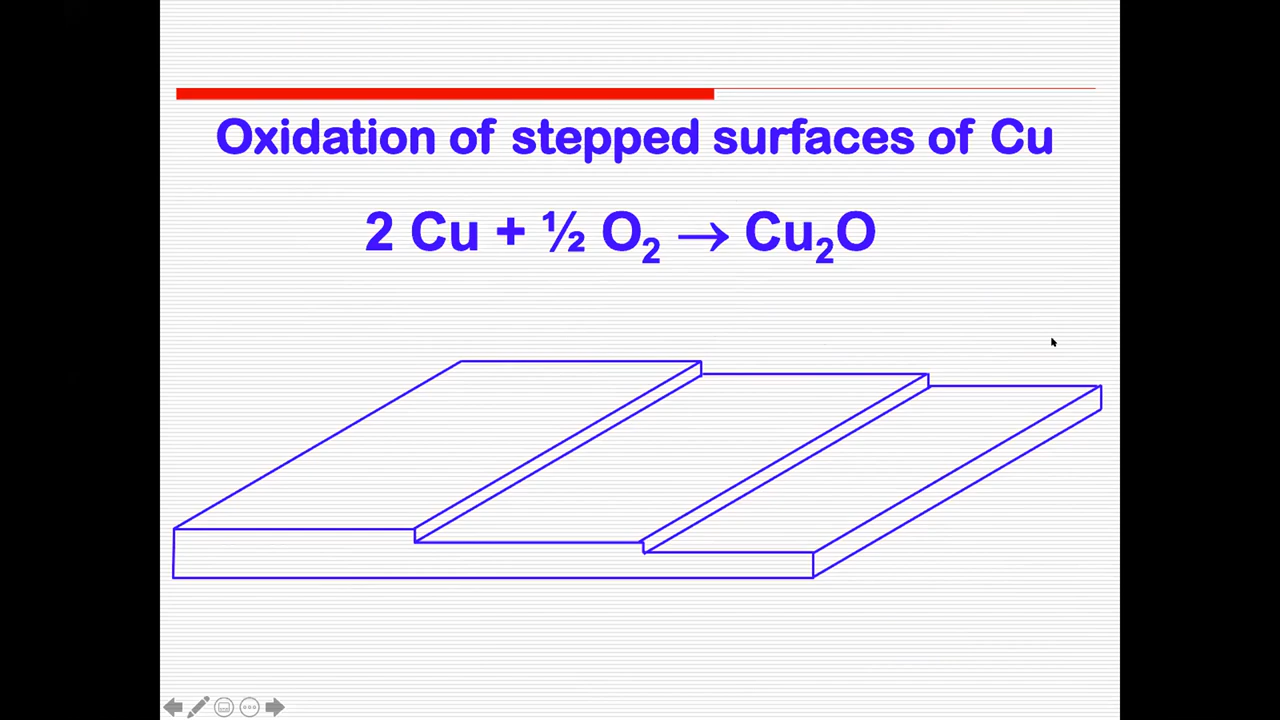 Oxidation of stepped surfaces of Cu
2 Cu + ½ O₂ → Cu₂O